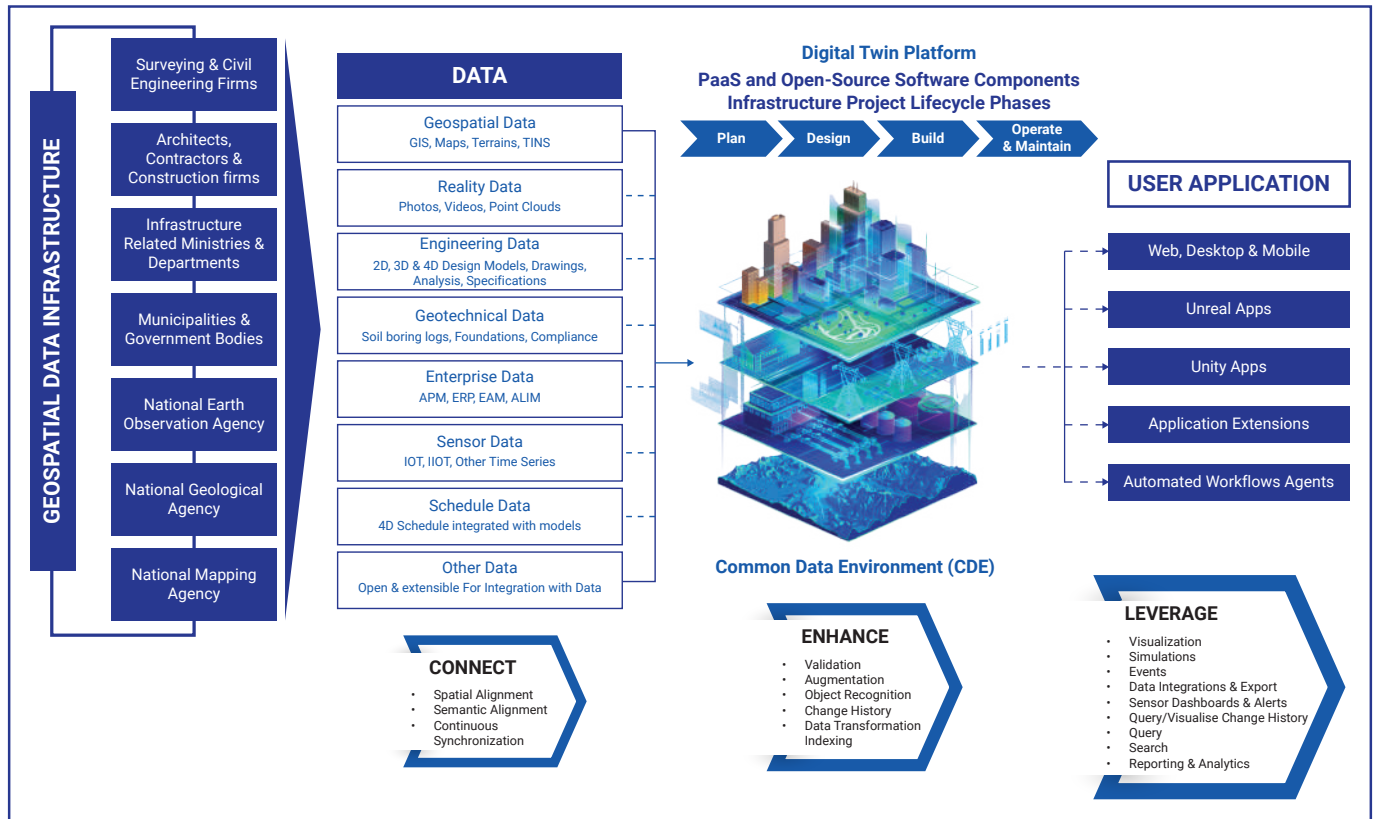 GEOSPATIAL DATA INFRASTRUCTURE
Surveying & Civil
Engineering Firms
Architects,
Contractors &
Construction firms
Infrastructure
Related Ministries &
Departments
Municipalities &
Government Bodies
National Earth
Observation Agency
National Geological
Agency
National Mapping
Agency
DATA
Geospatial Data
GIS, Maps, Terrains, TINS
Reality Data
Photos, Videos, Point Clouds
Engineering Data
2D, 3D & 4D Design Models, Drawings,
Analysis, Specifications
Geotechnical Data
Soil boring logs, Foundations, Compliance
Enterprise Data
APM, ERP, EAM, ALIM
Sensor Data
IOT, IIOT, Other Time Series
Schedule Data
4D Schedule integrated with models
Other Data
Open & extensible For Integration with Data
Digital Twin Platform
PaaS and Open-Source Software Components
Infrastructure Project Lifecycle Phases
Plan
Design
Build
Operate
& Maintain
Common Data Environment (CDE)
USER APPLICATION
Web, Desktop & Mobile
Unreal Apps
Unity Apps
Application Extensions
Automated Workflows Agents
CONNECT
• Spatial Alignment
• Semantic Alignment
• Continuous
Synchronization
ENHANCE
• Validation
• Augmentation
• Object Recognition
• Change History
• Data Transformation
Indexing
LEVERAGE
• Visualization
• Simulations
• Events
• Data Integrations & Export
• Sensor Dashboards & Alerts
• Query/Visualise Change History
• Query
• Search
• Reporting & Analytics